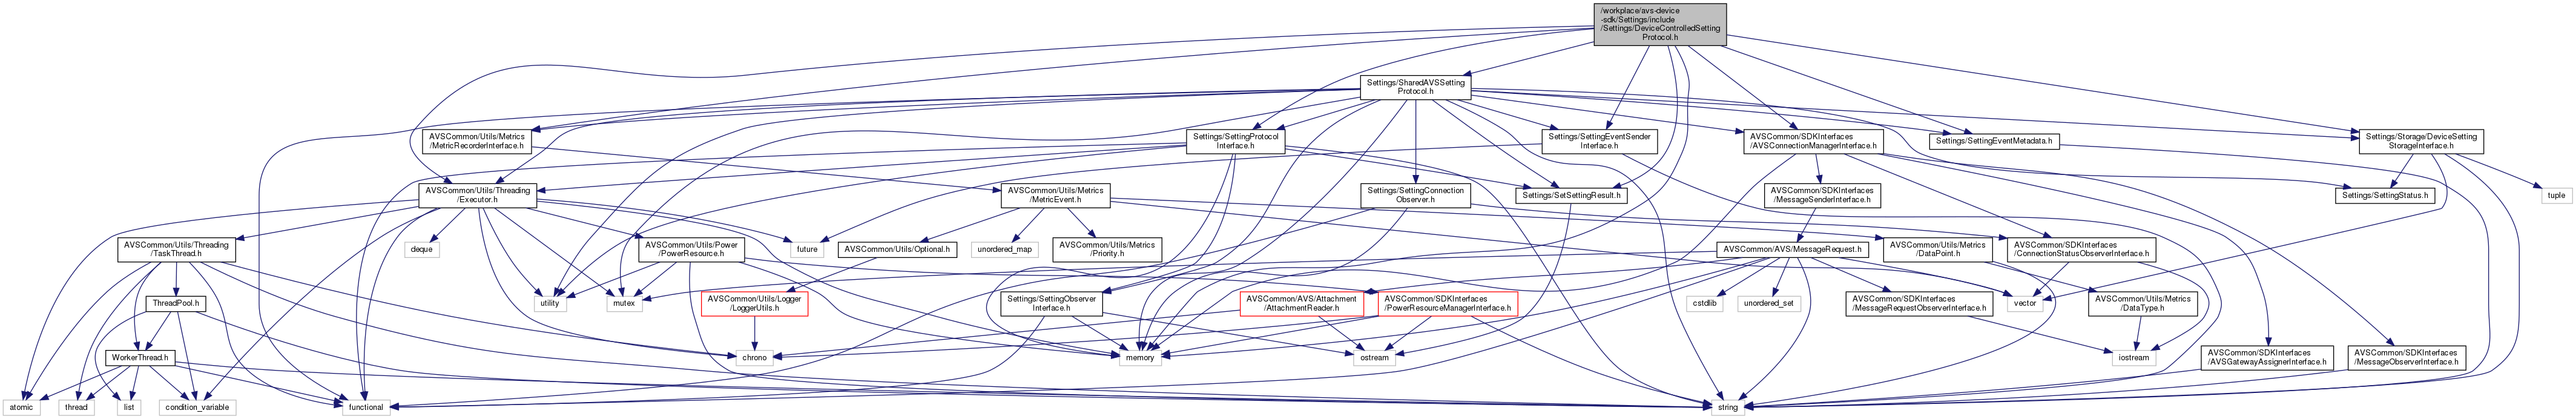 /workplace/avs-device
-sdk/Settings/include
/Settings/DeviceControlledSetting
Protocol.h
Settings/SharedAVSSetting
Protocol.h
AVSCommon/Utils/Metrics
/MetricRecorderInterface.h
Settings/SettingProtocol
Interface.h
Settings/SettingEventSender
Interface.h
AVSCommon/SDKInterfaces
/AVSConnectionManagerInterface.h
Settings/SettingEventMetadata.h
Settings/Storage/DeviceSetting
StorageInterface.h
AVSCommon/Utils/Threading
/Executor.h
AVSCommon/Utils/Metrics
/MetricEvent.h
Settings/SettingConnection
Observer.h
Settings/SetSettingResult.h
AVSCommon/SDKInterfaces
/MessageSenderInterface.h
Settings/SettingStatus.h
tuple
AVSCommon/Utils/Threading
/TaskThread.h
deque
AVSCommon/Utils/Power
/PowerResource.h
future
AVSCommon/Utils/Optional.h
unordered_map
AVSCommon/Utils/Metrics
/Priority.h
AVSCommon/AVS/MessageRequest.h
AVSCommon/Utils/Metrics
/DataPoint.h
AVSCommon/SDKInterfaces
/ConnectionStatusObserverInterface.h
ThreadPool.h
utility
mutex
AVSCommon/Utils/Logger
/LoggerUtils.h
Settings/SettingObserver
Interface.h
AVSCommon/AVS/Attachment
/AttachmentReader.h
AVSCommon/SDKInterfaces
/PowerResourceManagerInterface.h
cstdlib
unordered_set
AVSCommon/SDKInterfaces
/MessageRequestObserverInterface.h
vector
AVSCommon/Utils/Metrics
/DataType.h
WorkerThread.h
chrono
memory
ostream
iostream
AVSCommon/SDKInterfaces
/AVSGatewayAssignerInterface.h
AVSCommon/SDKInterfaces
/MessageObserverInterface.h
atomic
thread
list
condition_variable
functional
string